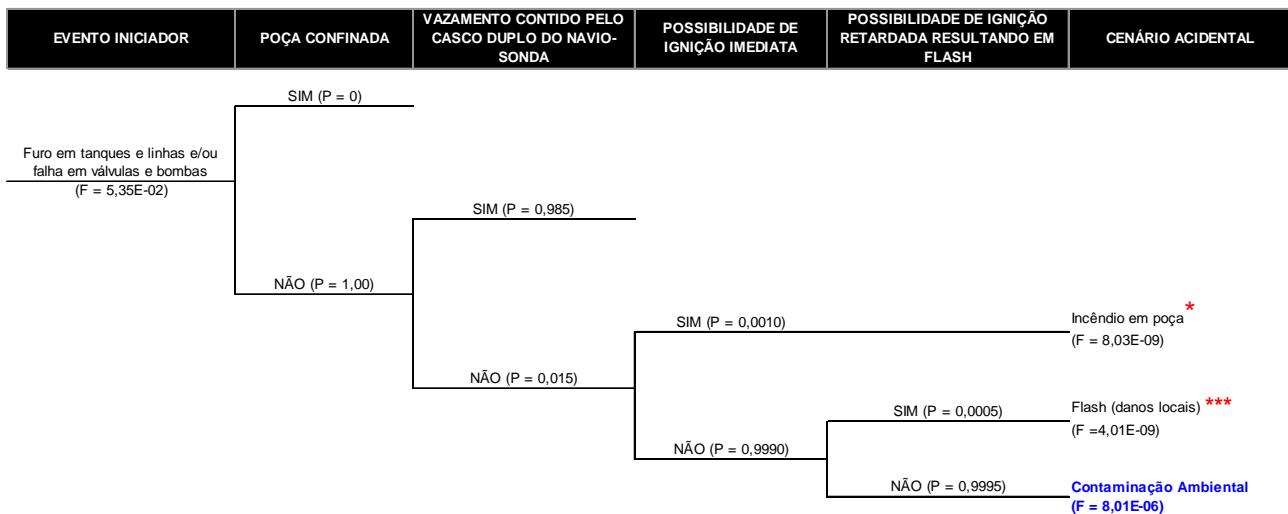 EVENTO INICIADOR
POÇA CONFINADA
VAZAMENTO CONTIDO PELO
CASCO DUPLO DO NAVIO-
SONDA
POSSIBILIDADE DE
IGNIÇÃO IMEDIATA
POSSIBILIDADE DE IGNIÇÃO
RETARDADA RESULTANDO EM
FLASH
CENÁRIO ACIDENTAL
SIM (P = 0)
Furo em tanques e linhas e/ou
falha em válvulas e bombas
(F = 5,35E-02)
SIM (P = 0,985)
NÃO (P = 1,00)
SIM (P = 0,0010)
Incêndio em poça*
(F = 8,03E-09)
NÃO (P = 0,015)
SIM (P = 0,0005)
Flash (danos locais) ***
(F =4,01E-09)
NÃO (P = 0,9990)
NÃO (P = 0,9995)
Contaminação Ambiental
(F = 8,01E-06)